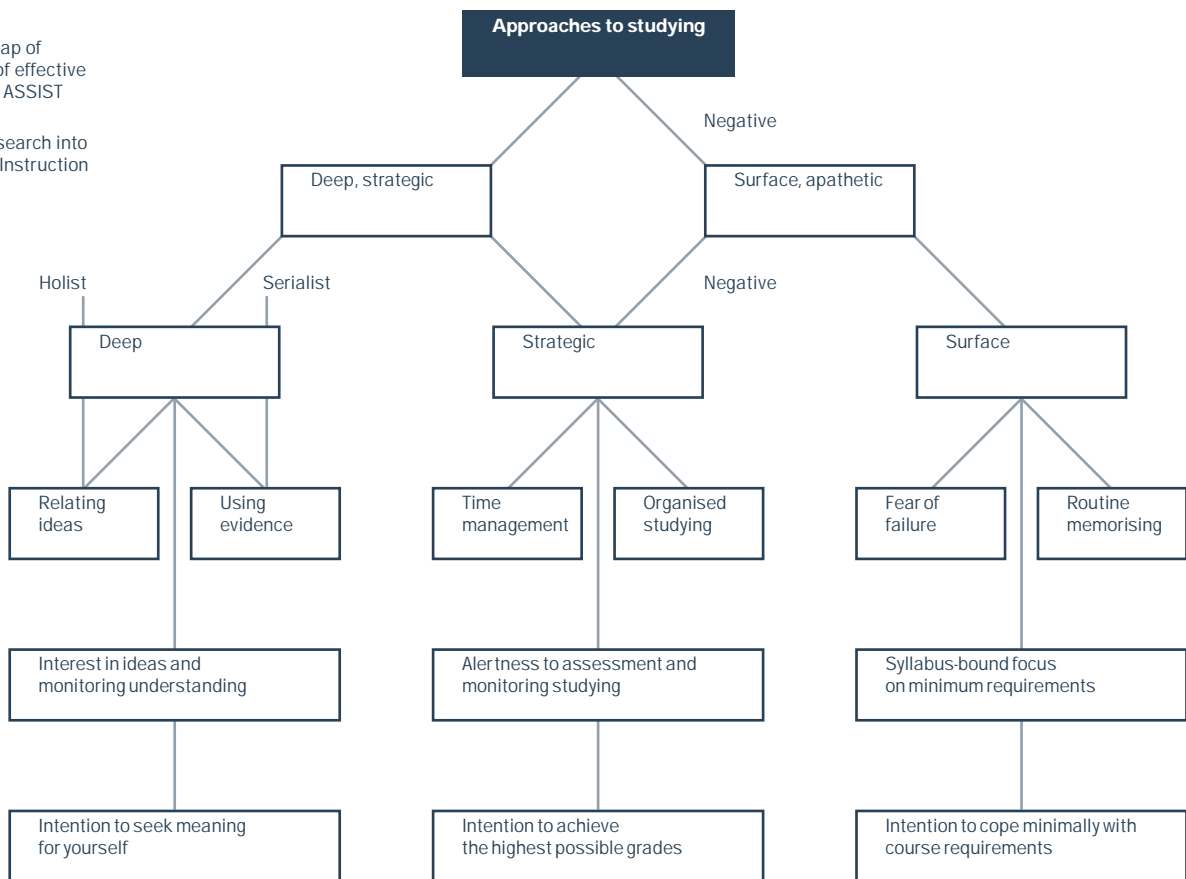 Approaches to studying
ap of
of effective
ASSIST
search into
Instruction
Negative
Deep, strategic
Surface, apathetic
Holist
Serialist
Negative
Deep
Strategic
Surface
Relating
ideas
Using
evidence
Time
management
Organised
studying
Fear of
failure
Routine
memorising
Interest in ideas and
monitoring understanding
Alertness to assessment and
monitoring studying
Syllabus-bound focus
on minimum requirements
Intention to seek meaning
for yourself
Intention to achieve
the highest possible grades
Intention to cope minimally with
course requirements